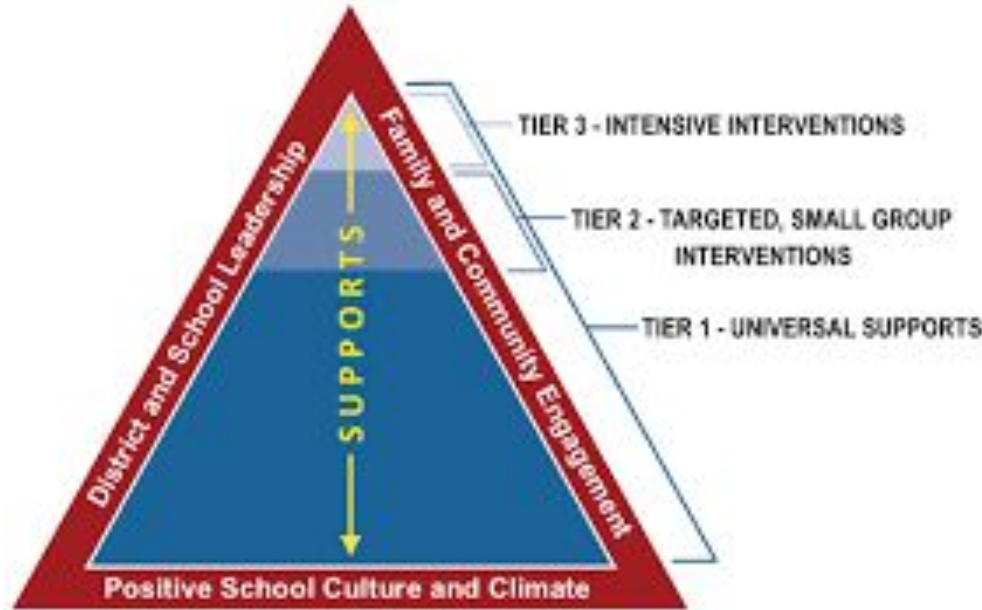 District and School Leadership
Family and Community Engagement
SUPPORTS
Positive School Culture and Climate
TIER 3 - INTENSIVE INTERVENTIONS
TIER 2 - TARGETED, SMALL GROUP
INTERVENTIONS
TIER 1 - UNIVERSAL SUPPORTS